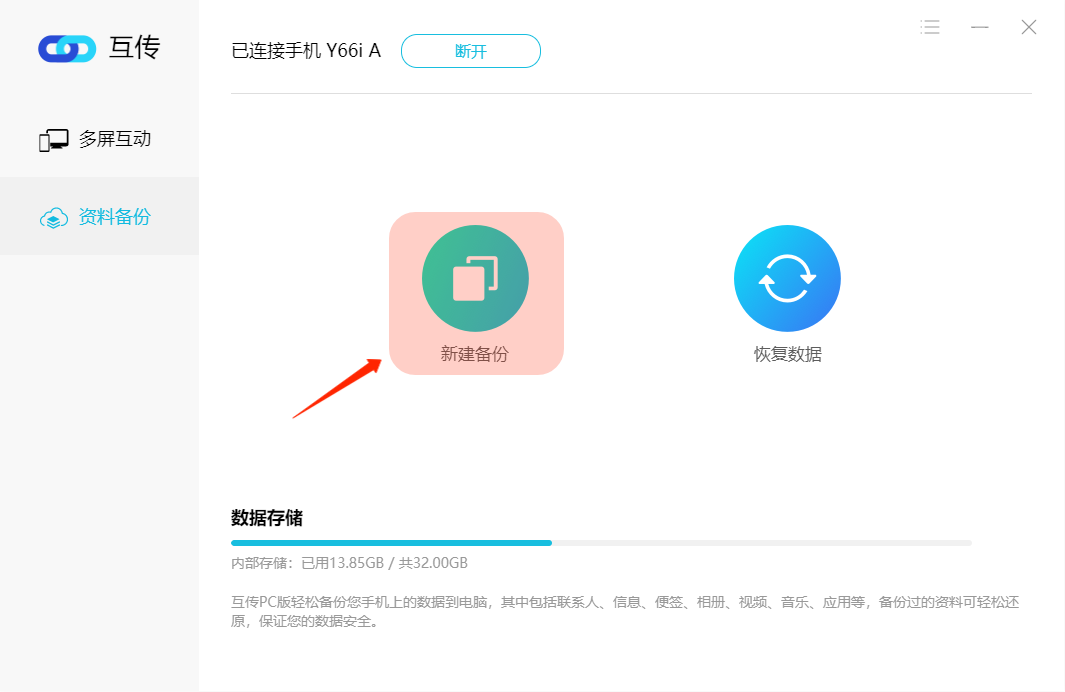 互传
已连接手机 Y66i A
断开
多屏互动
资料备份
新建备份
恢复数据
数据存储
内部存储：已用13.85GB / 共32.00GB
互传PC版轻松备份您手机上的数据到电脑，其中包括联系人、信息、便签、相册、视频、音乐、应用等，备份过的资料可轻松还
原，保证您的数据安全。